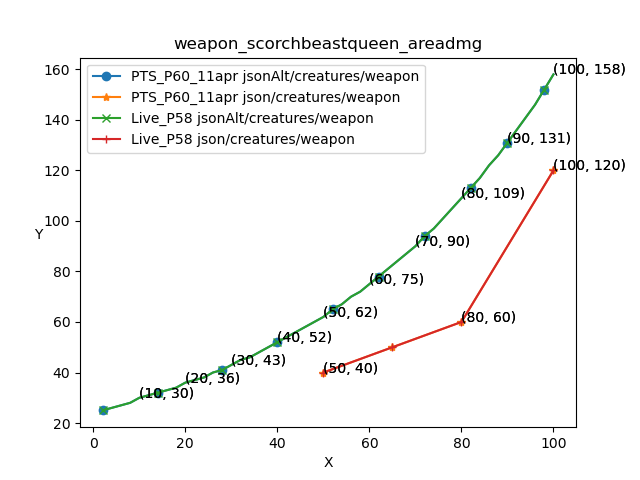 weapon_scorchbeastqueen_areadmg
PTS_P60_11apr jsonAlt/creatures/weapon
PTS_P60_11apr json/creatures/weapon
Live_P58 jsonAlt/creatures/weapon
Live_P58 json/creatures/weapon
(100, 158)
(90, 131)
(100, 120)
(80, 109)
(70, 90)
(60, 75)
(50, 62)
(80, 60)
(40, 52)
(30, 43)
(50, 40)
(20, 36)
(10, 30)
160
140
120
100
80
60
40
20
Y
0 20 40 60 80 100
X